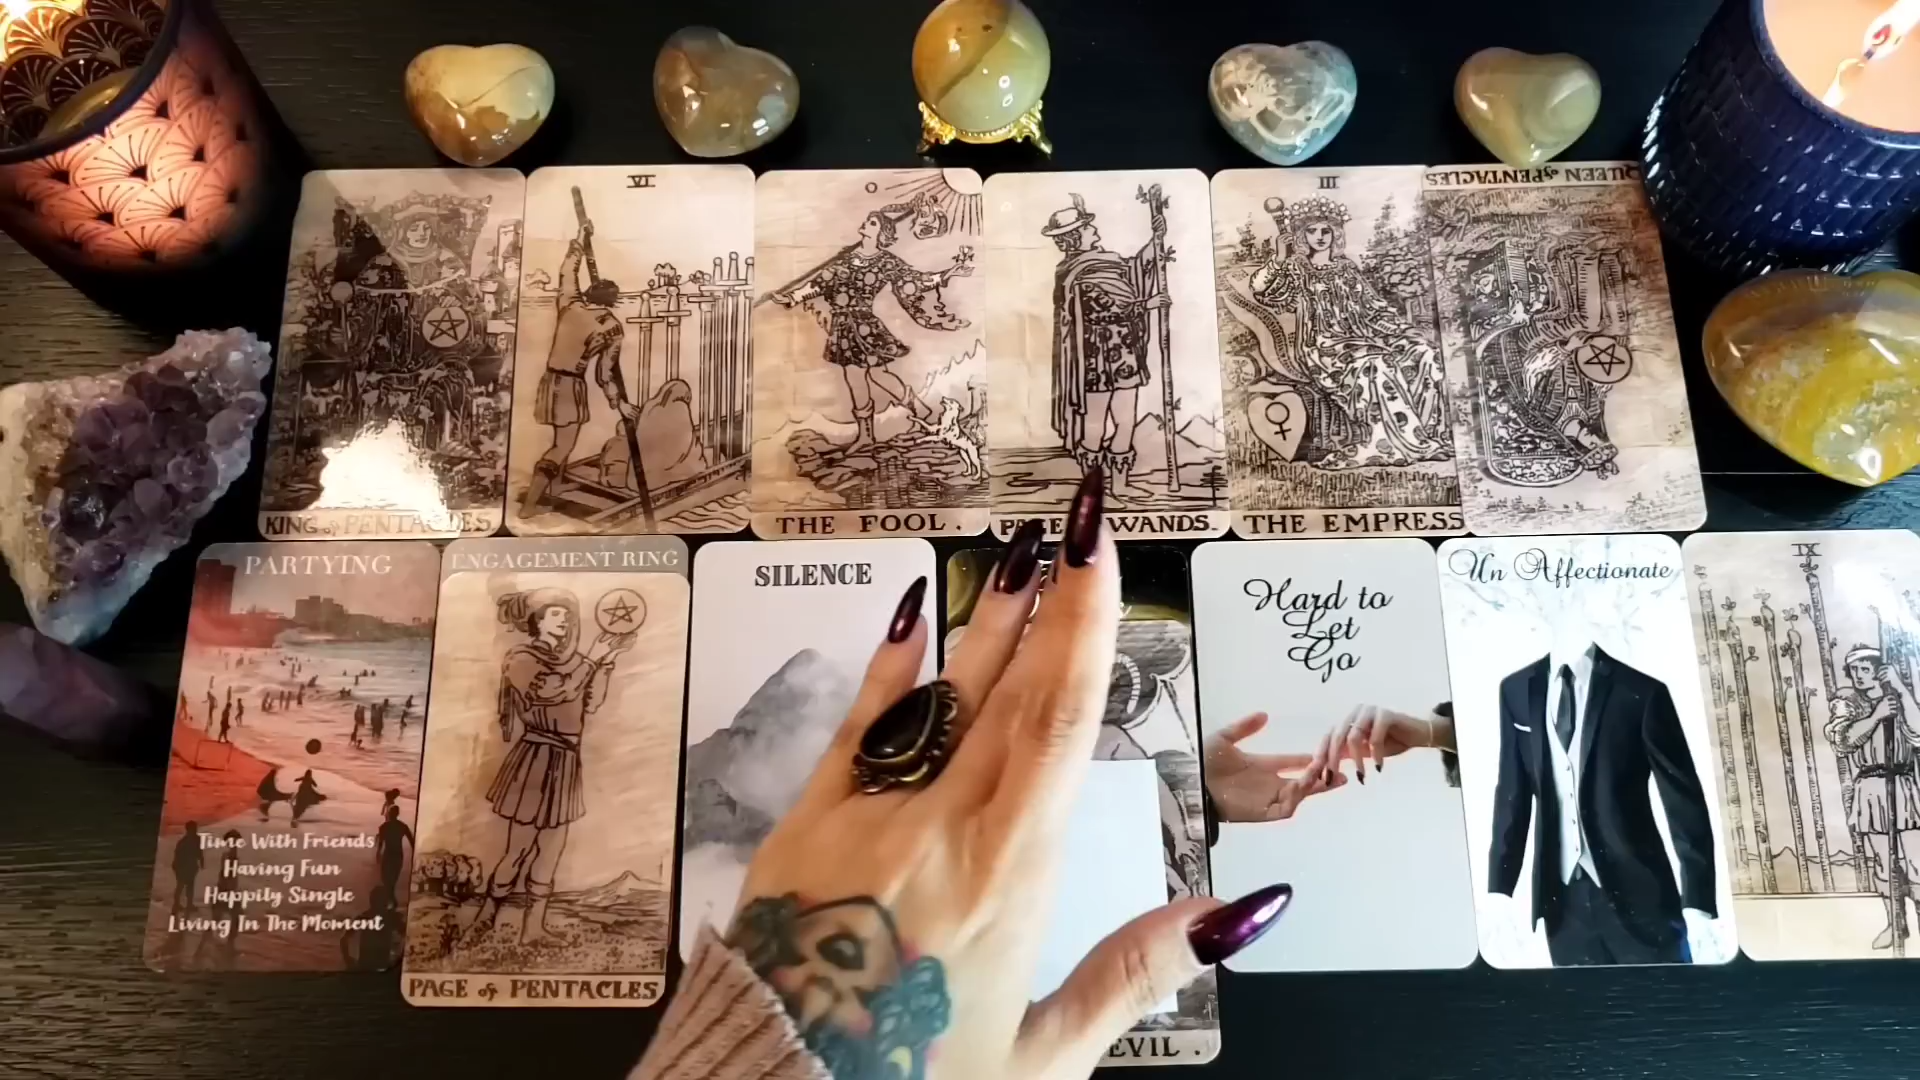 VI
III
QUEEN of PENTACLES
KING of PENTACLES
THE FOOL.
PAGE WANDS.
THE EMPRESS
PARTYING
Time With Friends
Having Fun
Happily Single
Living In The Moment
ENGAGEMENT RING
PAGE of PENTACLES
SILENCE
EVIL.
Hard to
Let
Go
Un Affectionate
IX